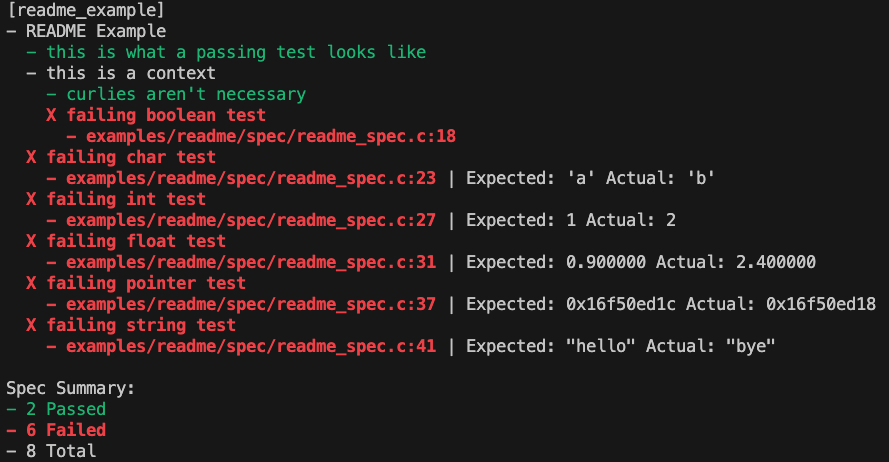 [readme_example]
- README Example
  - this is what a passing test looks like
  - this is a context
    - curlies aren't necessary
    X failing boolean test
      - examples/readme/spec/readme_spec.c:18
  X failing char test
    - examples/readme/spec/readme_spec.c:23 | Expected: 'a' Actual: 'b'
  X failing int test
    - examples/readme/spec/readme_spec.c:27 | Expected: 1 Actual: 2
  X failing float test
    - examples/readme/spec/readme_spec.c:31 | Expected: 0.900000 Actual: 2.400000
  X failing pointer test
    - examples/readme/spec/readme_spec.c:37 | Expected: 0x16f50ed1c Actual: 0x16f50ed18
  X failing string test
    - examples/readme/spec/readme_spec.c:41 | Expected: "hello" Actual: "bye"

Spec Summary:
- 2 Passed
- 6 Failed
- 8 Total